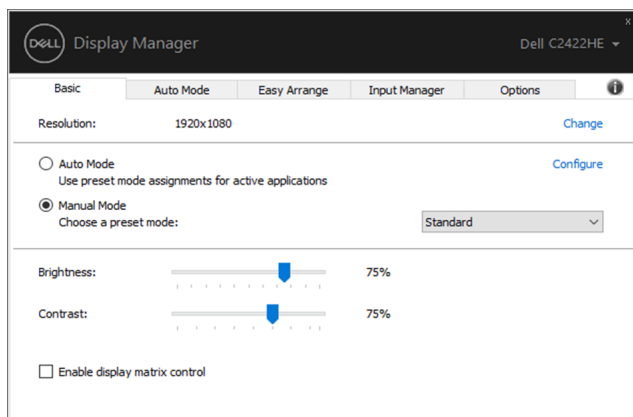 x
DELL Display Manager Dell C2422HE
Basic Auto Mode Easy Arrange Input Manager Options i
Resolution: 1920x1080 Change
Auto Mode Configure
Use preset mode assignments for active applications
Manual Mode
Choose a preset mode: Standard
Brightness: 75%
Contrast: 75%
Enable display matrix control